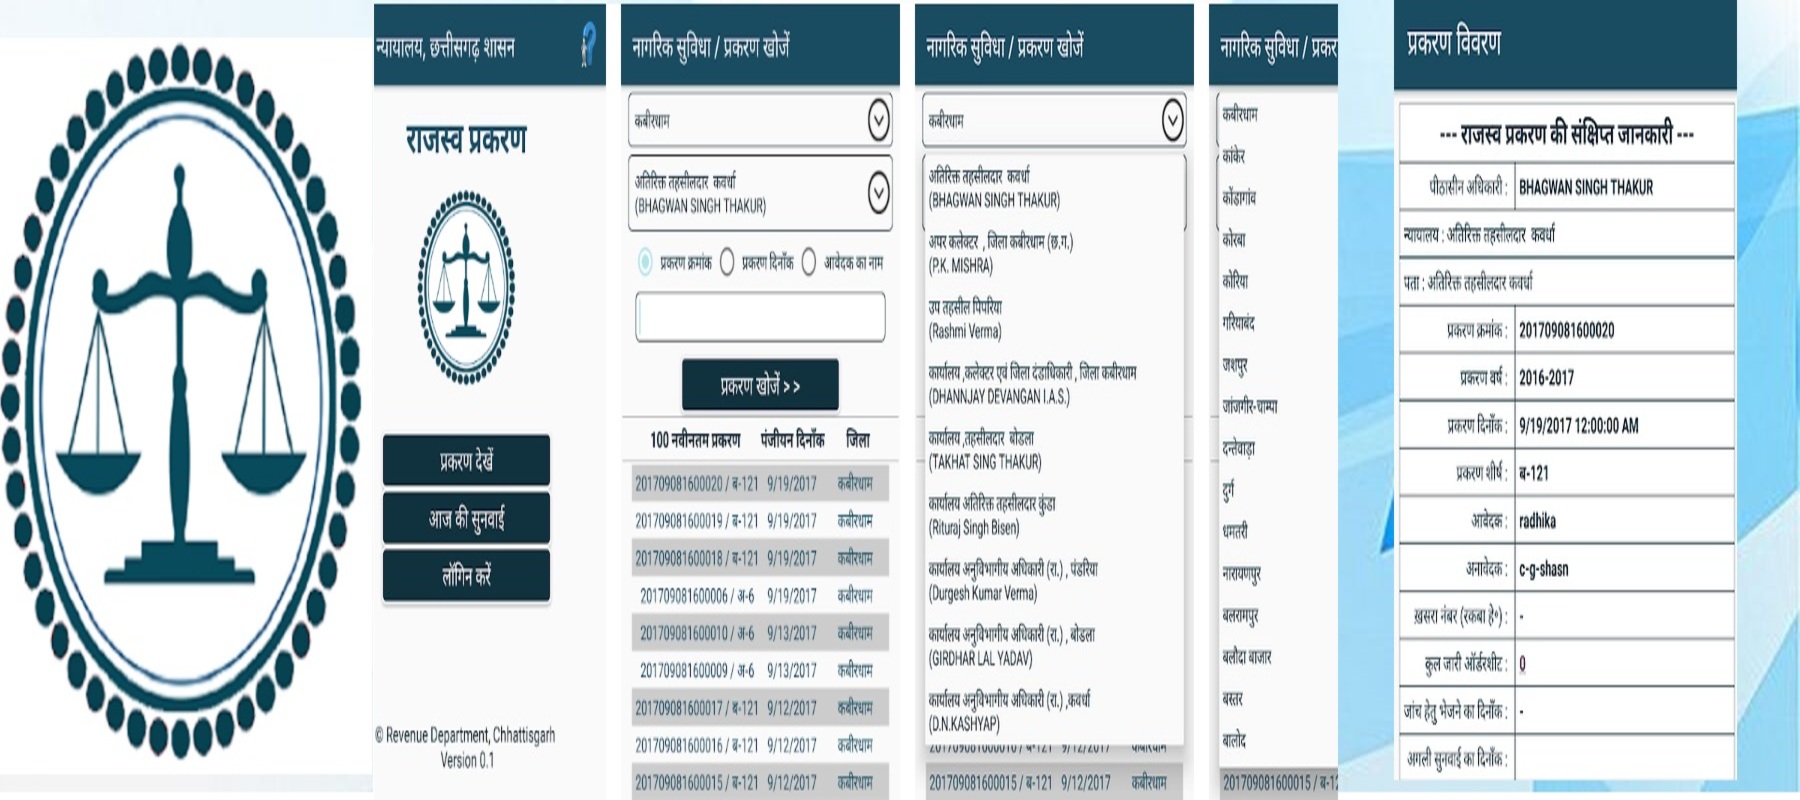 न्यायालय, छत्तीसगढ़ शासन
राजस्व प्रकरण
प्रकरण देखें
आज की सुनवाई
लॉगिन करें
© Revenue Department, Chhattisgarh
Version 0.1
नागरिक सुविधा / प्रकरण खोजें
कबीरधाम
अतिरिक्त तहसीलदार कवर्धा
(BHAGWAN SINGH THAKUR)
प्रकरण क्रमांक प्रकरण दिनाँक आवेदक का नाम
प्रकरण खोजें >>
100 नवीनतम प्रकरण पंजीयन दिनाँक जिला
201709081600020 / ब-121 9/19/2017 कबीरधाम
201709081600019 / ब-121 9/19/2017 कबीरधाम
201709081600018 / ब-121 9/19/2017 कबीरधाम
201709081600006 / अ-6 9/19/2017 कबीरधाम
201709081600010 / अ-6 9/13/2017 कबीरधाम
201709081600009 / अ-6 9/13/2017 कबीरधाम
201709081600017 / ब-121 9/12/2017 कबीरधाम
201709081600016 / ब-121 9/12/2017 कबीरधाम
201709081600015 / ब-121 9/12/2017 कबीरधाम
नागरिक सुविधा / प्रकरण खोजें
कबीरधाम
अतिरिक्त तहसीलदार कवर्धा
(BHAGWAN SINGH THAKUR)
अपर कलेक्टर , जिला कबीरधाम (छ.ग.)
(P.K. MISHRA)
उप तहसील पिपरिया
(Rashmi Verma)
कार्यालय ,कलेक्टर एवं जिला दंडाधिकारी , जिला कबीरधाम
(DHANNJAY DEVANGAN I.A.S.)
कार्यालय ,तहसीलदार बोडला
(TAKHAT SING THAKUR)
कार्यालय अतिरिक्त तहसीलदार कुंडा
(Rituraj Singh Bisen)
कार्यालय अनुविभागीय अधिकारी (रा.) , पंडरिया
(Durgesh Kumar Verma)
कार्यालय अनुविभागीय अधिकारी (रा.) , बोडला
(GIRDHAR LAL YADAV)
कार्यालय अनुविभागीय अधिकारी (रा.) ,कवर्धा
(D.N.KASHYAP)
201709081600016 / ब-121 9/12/2017 कबीरधाम
201709081600015 / ब-121 9/12/2017 कबीरधाम
नागरिक सुविधा / प्रकर
कबीरधाम
कांकेर
कोंडागांव
कोरबा
कोरिया
गरियाबंद
जशपुर
जांजगीर-चाम्पा
दन्तेवाड़ा
दुर्ग
धमतरी
नारायणपुर
बलरामपुर
बलौदा बाजार
बस्तर
बालोद
201709081600015 / ब-12
प्रकरण विवरण
--- राजस्व प्रकरण की संक्षिप्त जानकारी ---
पीठासीन अधिकारी : BHAGWAN SINGH THAKUR
न्यायालय : अतिरिक्त तहसीलदार कवर्धा
पता : अतिरिक्त तहसीलदार कवर्धा
प्रकरण क्रमांक : 201709081600020
प्रकरण वर्ष : 2016-2017
प्रकरण दिनाँक : 9/19/2017 12:00:00 AM
प्रकरण शीर्ष : ब-121
आवेदक : radhika
अनावेदक : c-g-shasn
ख़सरा नंबर (रकबा हे०) : -
कुल जारी ऑर्डरशीट : 0
जांच हेतु भेजने का दिनाँक : -
अगली सुनवाई का दिनाँक :